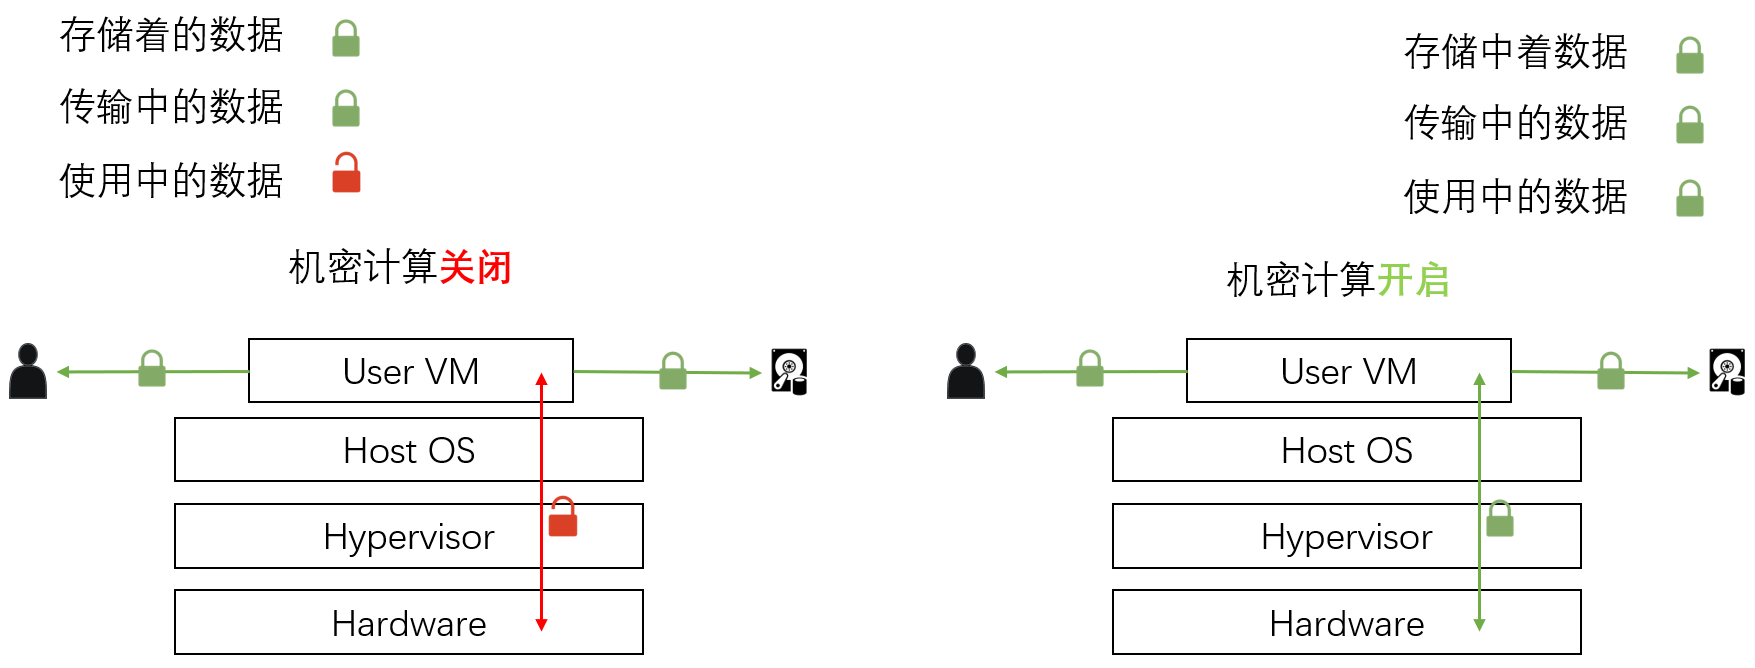 存储着的数据
传输中的数据
使用中的数据
机密计算关闭
User VM
Host OS
Hypervisor
Hardware
存储中着数据
传输中的数据
使用中的数据
机密计算开启
User VM
Host OS
Hypervisor
Hardware